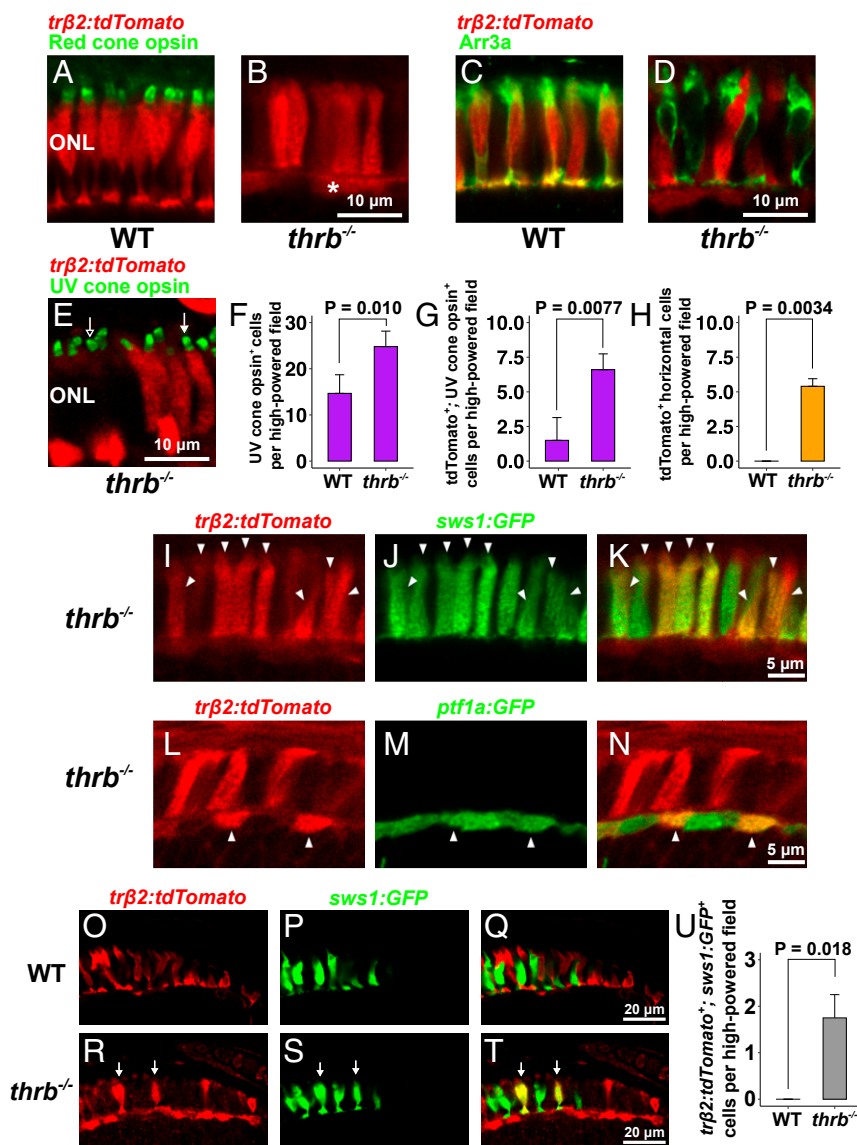 trβ2:tdTomato
Red cone opsin
A
ONL
WT
B
*
10 µm
thrb-/-
trβ2:tdTomato
Arr3a
C
WT
D
10 µm
thrb-/-
trβ2:tdTomato
UV cone opsin
E
ONL
10 µm
thrb-/-
F
P = 0.010
UV cone opsin+ cells
per high-powered field
30
20
10
0
WT
thrb-/-
G
P = 0.0077
tdTomato+; UV cone opsin+
cells per high-powered field
10.0
7.5
5.0
2.5
0.0
WT
thrb-/-
H
P = 0.0034
tdTomato+ horizontal cells
per high-powered field
10.0
7.5
5.0
2.5
0.0
WT
thrb-/-
trβ2:tdTomato
sws1:GFP
thrb-/-
I
J
K
5 µm
trβ2:tdTomato
ptf1a:GFP
thrb-/-
L
M
N
5 µm
trβ2:tdTomato
sws1:GFP
WT
O
P
Q
20 µm
thrb-/-
R
S
T
20 µm
U
P = 0.018
trβ2:tdTomato+; sws1:GFP+
cells per high-powered field
3
2
1
0
WT
thrb-/-